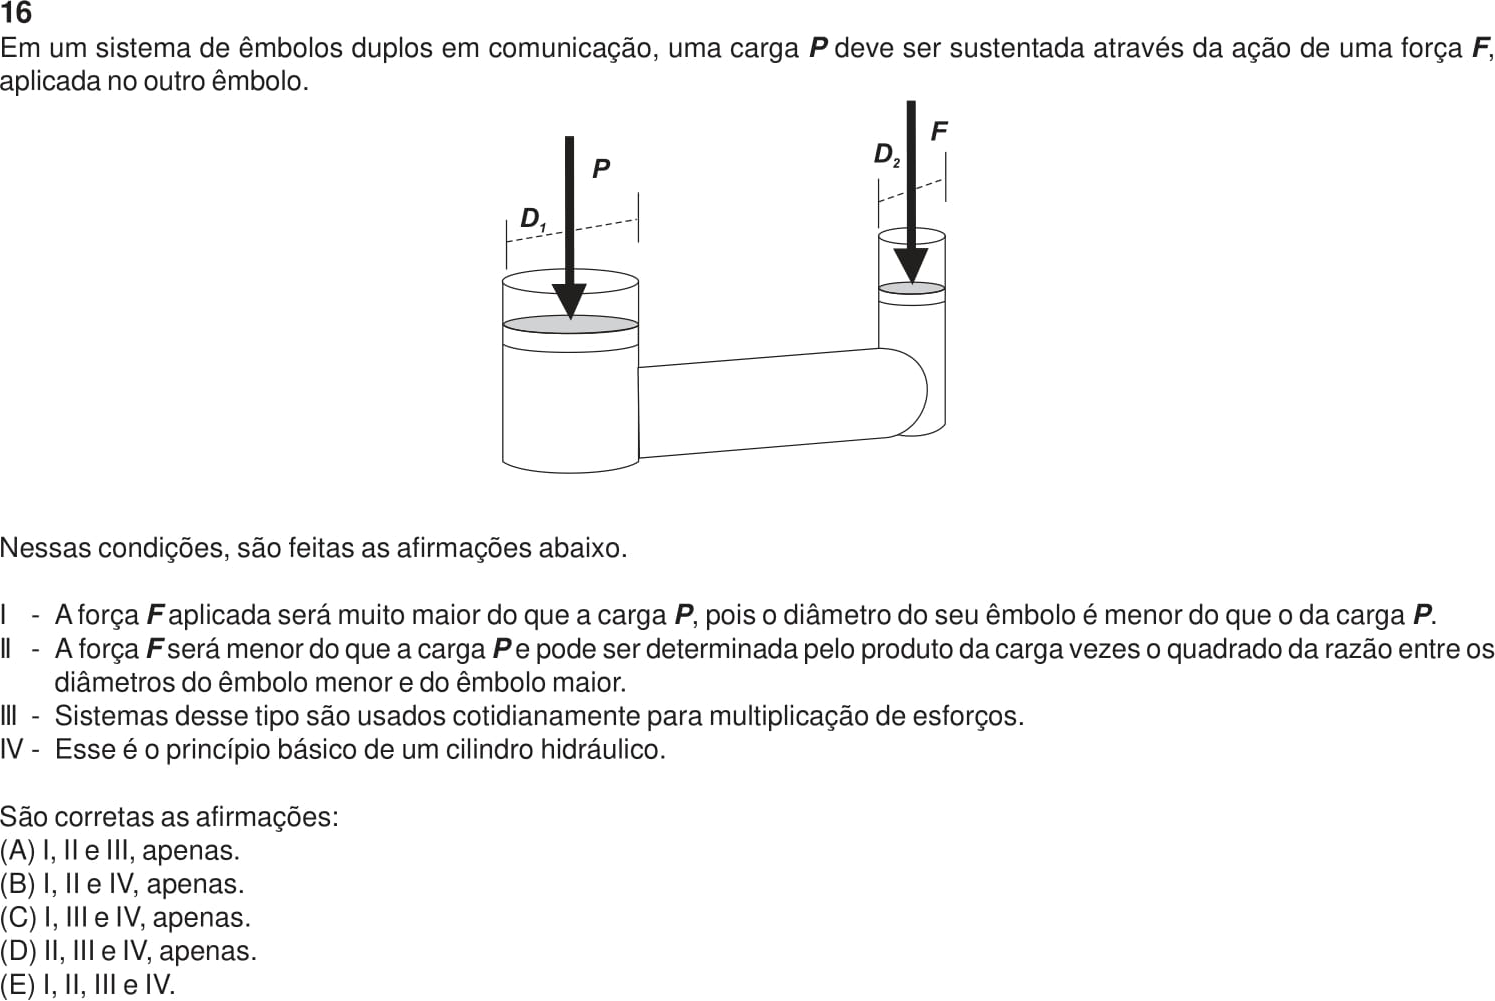 16
Em um sistema de êmbolos duplos em comunicação, uma carga P deve ser sustentada através da ação de uma força F,
aplicada no outro êmbolo.
F
D2
P
D1
Nessas condições, são feitas as afirmações abaixo.
I - A força F aplicada será muito maior do que a carga P, pois o diâmetro do seu êmbolo é menor do que o da carga P.
II - A força F será menor do que a carga P e pode ser determinada pelo produto da carga vezes o quadrado da razão entre os
diâmetros do êmbolo menor e do êmbolo maior.
III - Sistemas desse tipo são usados cotidianamente para multiplicação de esforços.
IV - Esse é o princípio básico de um cilindro hidráulico.
São corretas as afirmações:
(A) I, II e III, apenas.
(B) I, II e IV, apenas.
(C) I, III e IV, apenas.
(D) II, III e IV, apenas.
(E) I, II, III e IV.